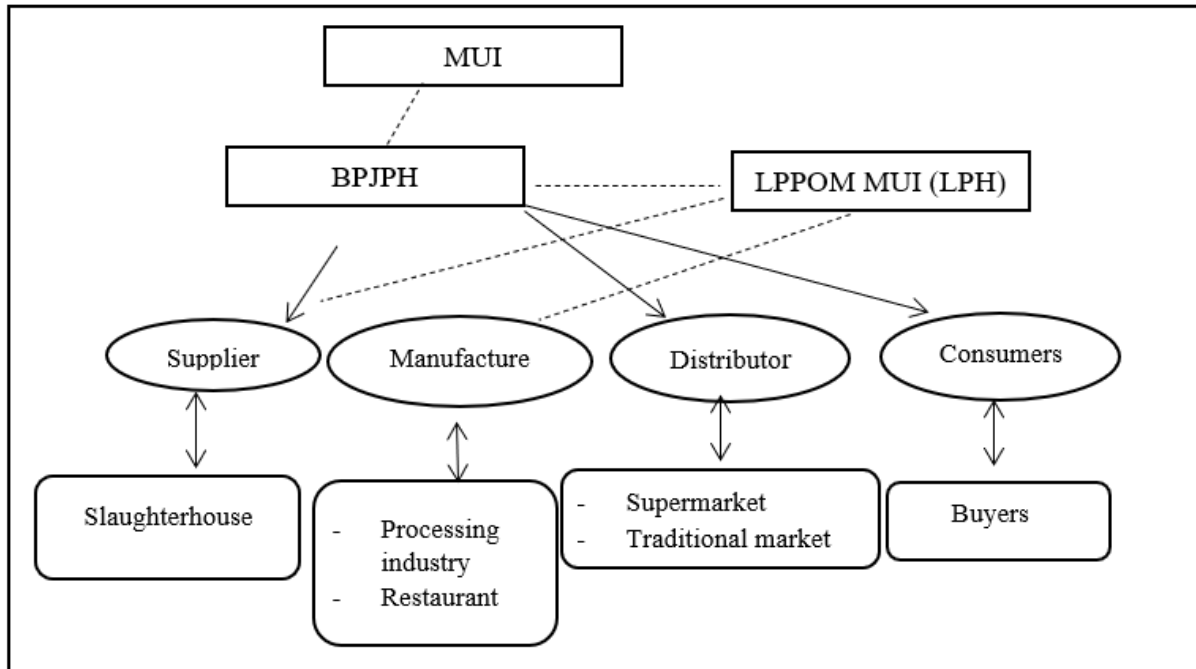 MUI
BPJPH
LPPOM MUI (LPH)
Supplier
Manufacture
Distributor
Consumers
Slaughterhouse
- Processing
industry
- Restaurant
- Supermarket
- Traditional market
Buyers